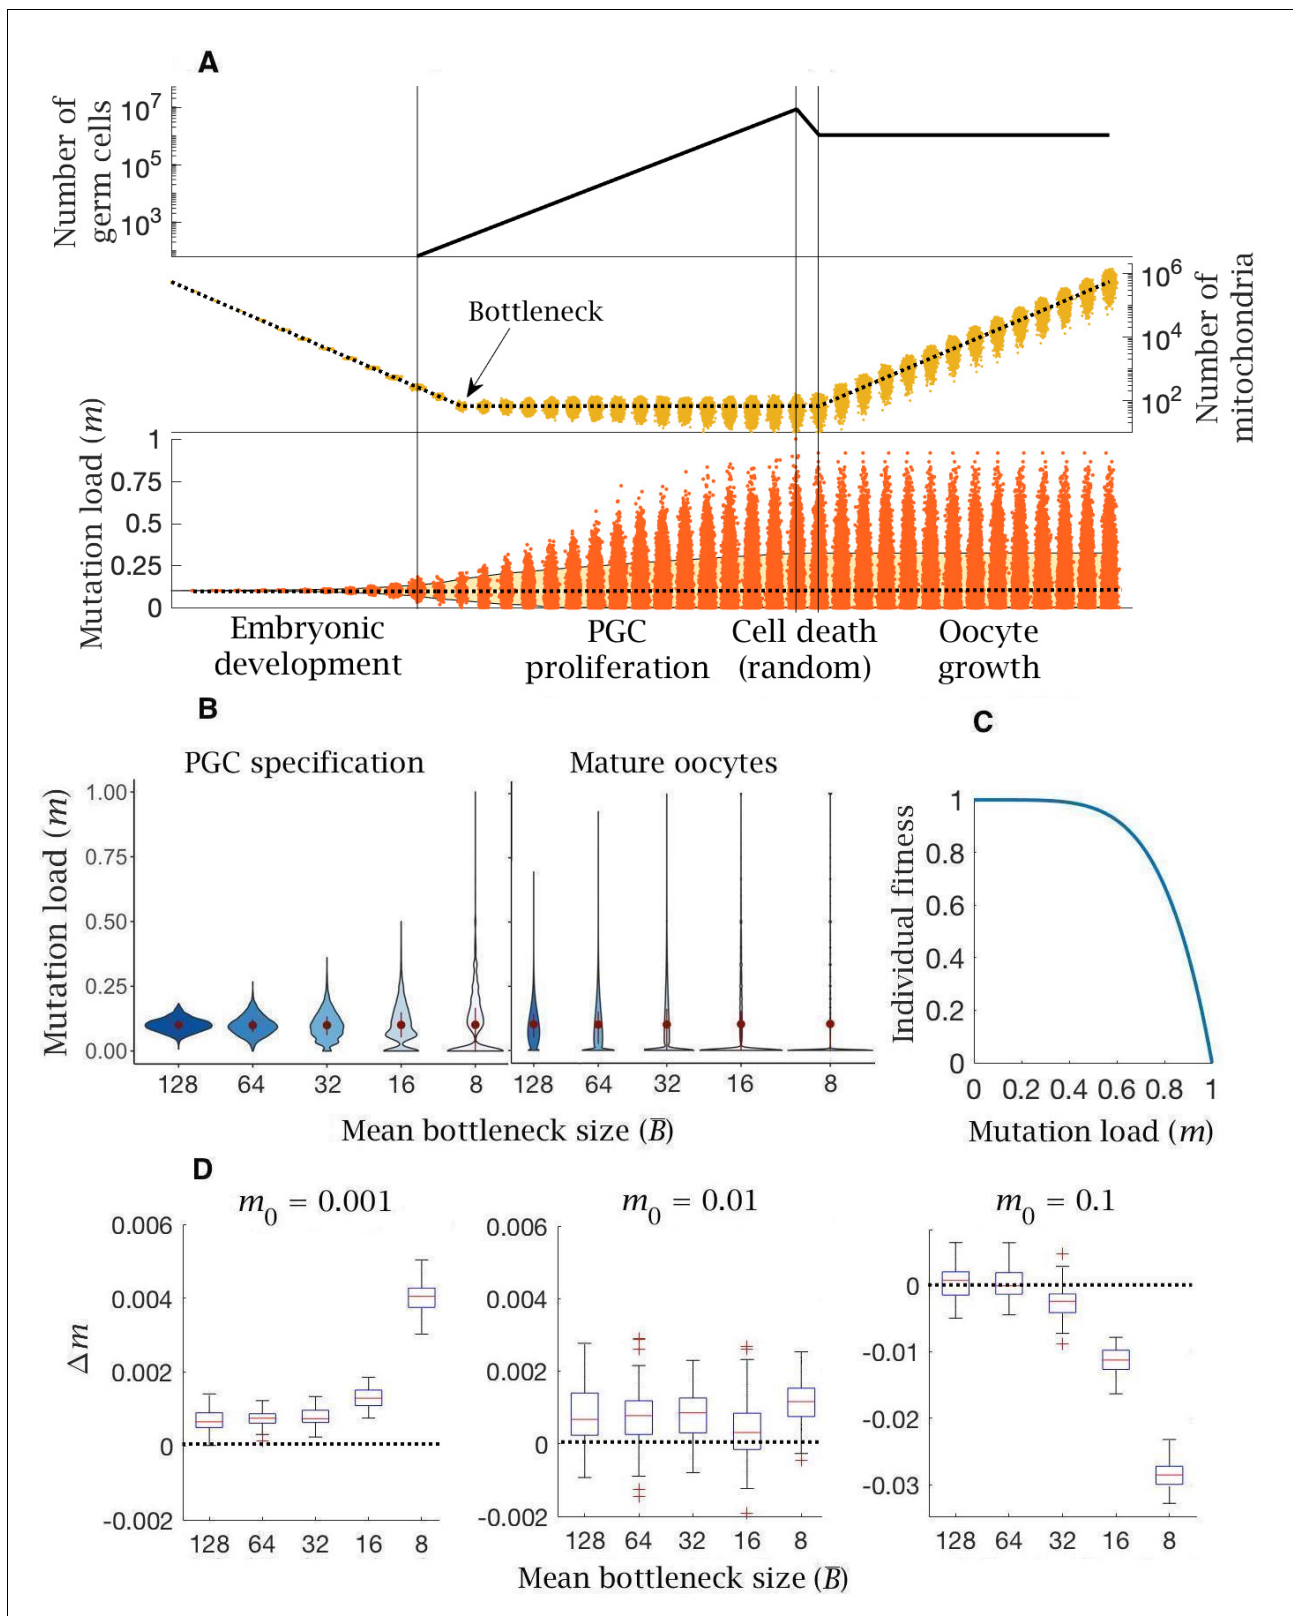 A
Number of
germ cells
10^7
10^5
10^3
Bottleneck
10^6
10^4
10^2
Number of
mitochondria
Mutation load (m)
1
0.75
0.5
0.25
0
Embryonic
development
PGC
proliferation
Cell death
(random)
Oocyte
growth
B
PGC specification
Mature oocytes
Mutation load (m)
1.00
0.75
0.50
0.25
0.00
128 64 32 16 8
128 64 32 16 8
Mean bottleneck size (B̅)
C
Individual fitness
1
0.8
0.6
0.4
0.2
0
0 0.2 0.4 0.6 0.8 1
Mutation load (m)
D
m₀ = 0.001
Δm
0.006
0.004
0.002
0
-0.002
128 64 32 16 8
m₀ = 0.01
0.006
0.004
0.002
0
-0.002
128 64 32 16 8
m₀ = 0.1
0
-0.01
-0.02
-0.03
128 64 32 16 8
Mean bottleneck size (B̅)